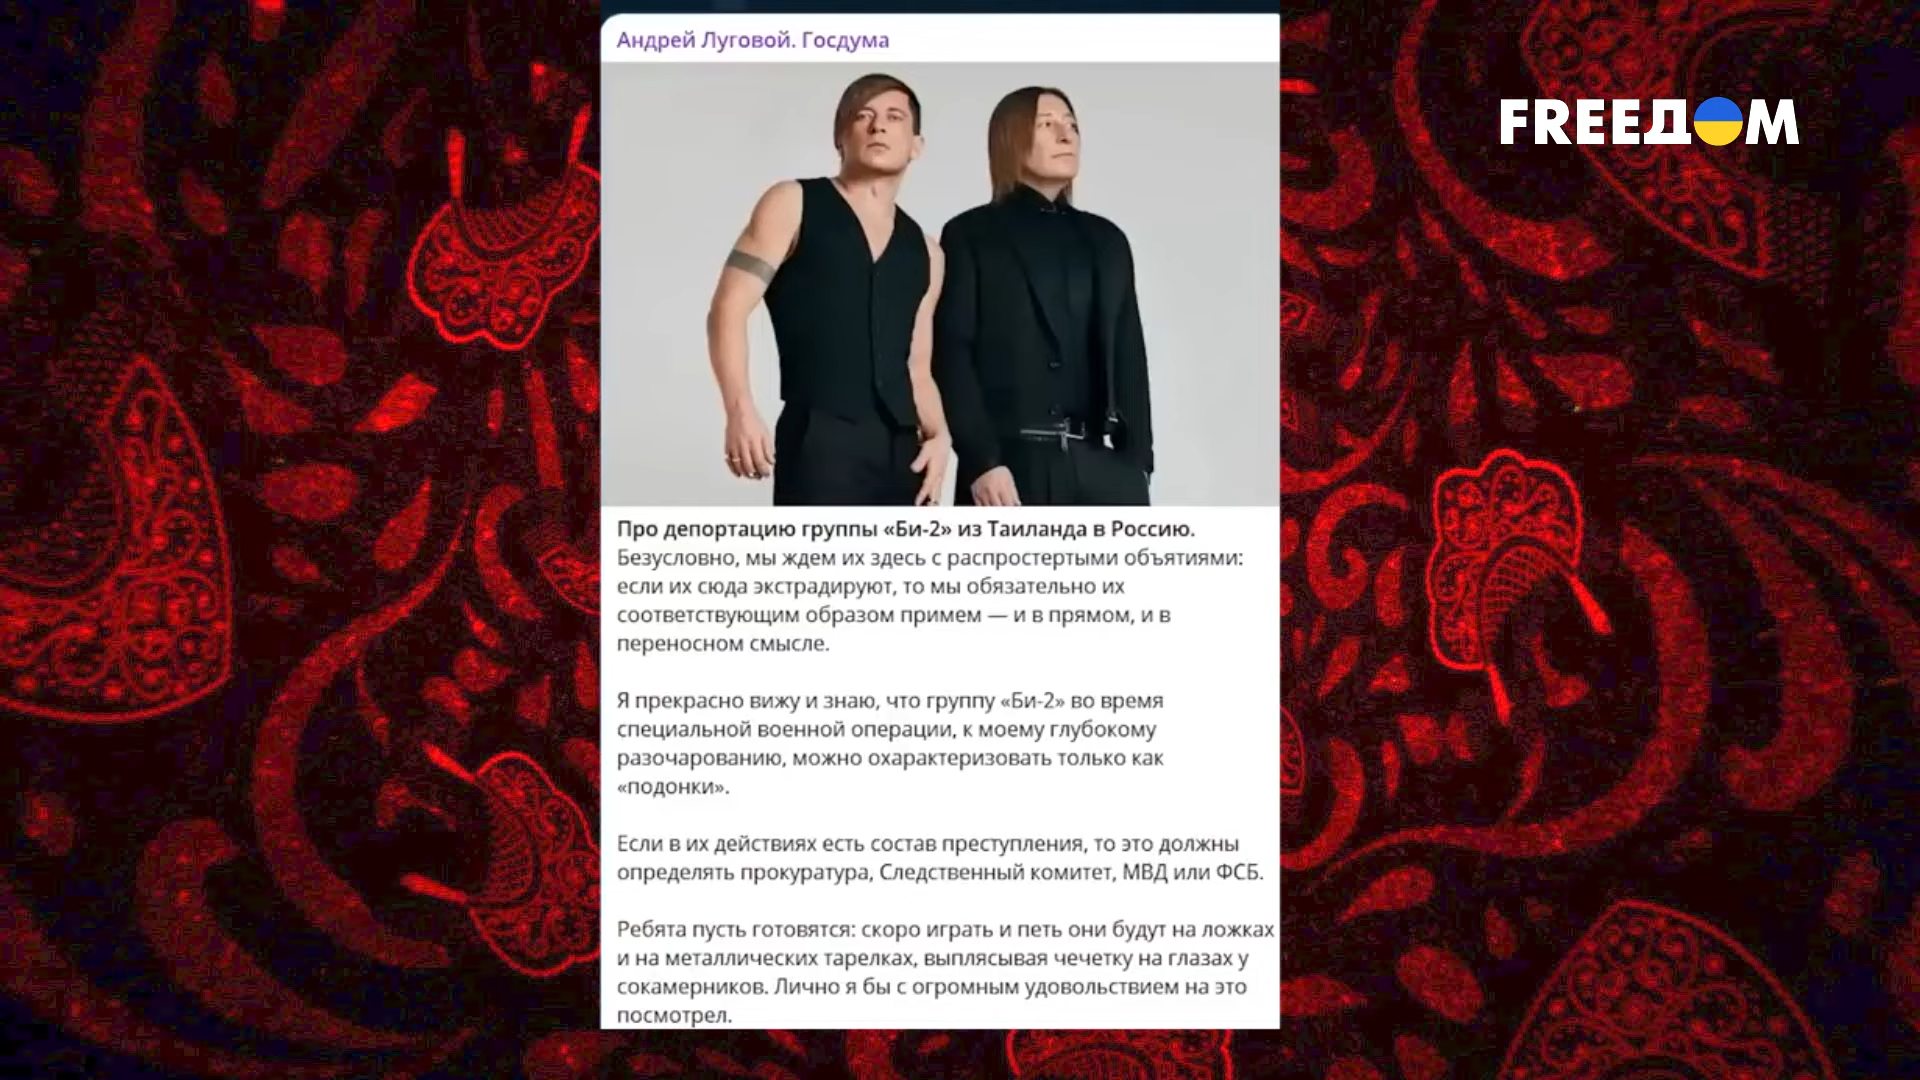 Андрей Луговой. Госдума
FREEДОМ
Про депортацию группы «Би-2» из Таиланда в Россию.
Безусловно, мы ждем их здесь с распростертыми объятиями:
если их сюда экстрадируют, то мы обязательно их
соответствующим образом примем — и в прямом, и в
переносном смысле.
Я прекрасно вижу и знаю, что группу «Би-2» во время
специальной военной операции, к моему глубокому
разочарованию, можно охарактеризовать только как
«подонки».
Если в их действиях есть состав преступления, то это должны
определять прокуратура, Следственный комитет, МВД или ФСБ.
Ребята пусть готовятся: скоро играть и петь они будут на ложках
и на металлических тарелках, выплясывая чечетку на глазах у
сокамерников. Лично я бы с огромным удовольствием на это
посмотрел.